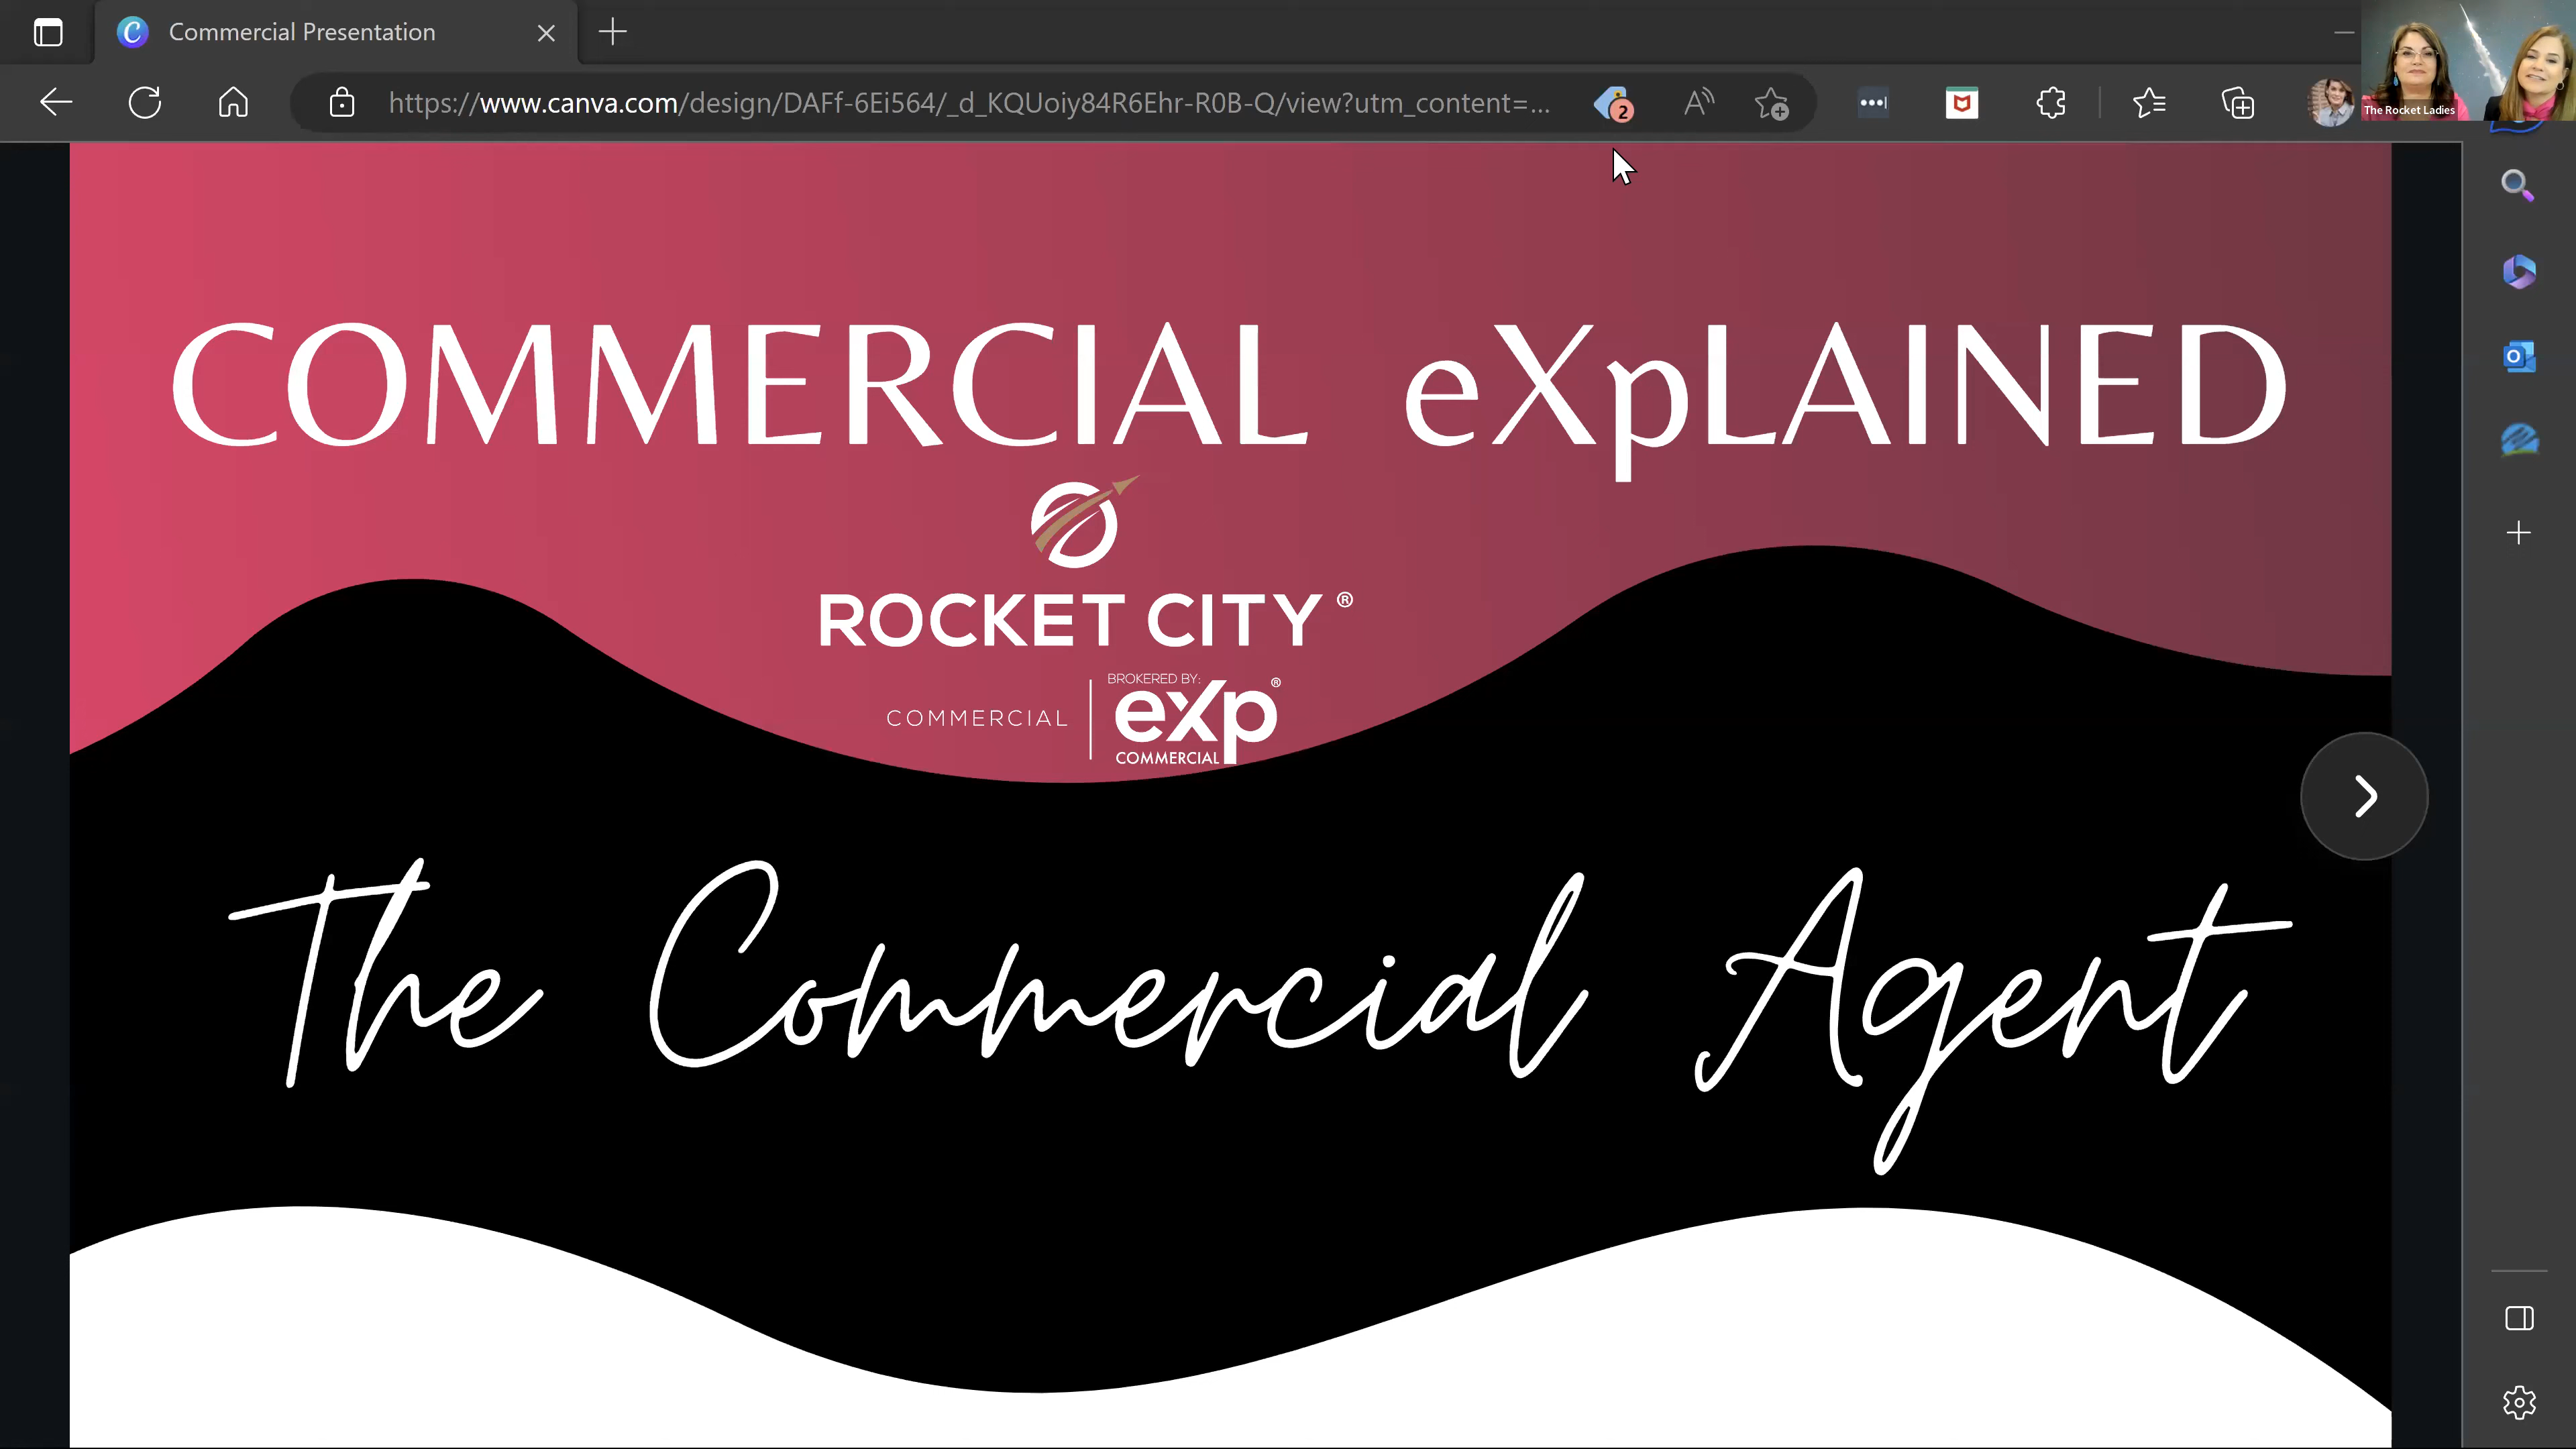 Commercial Presentation
https://www.canva.com/design/DAFf-6Ei564/_d_KQUoiy84R6Ehr-R0B-Q/view?utm_content=...
2
The Rocket Ladies
COMMERCIAL eXpLAINED
ROCKET CITY ®
COMMERCIAL
BROKERED BY:
eXp ®
COMMERCIAL
The Commercial Agent